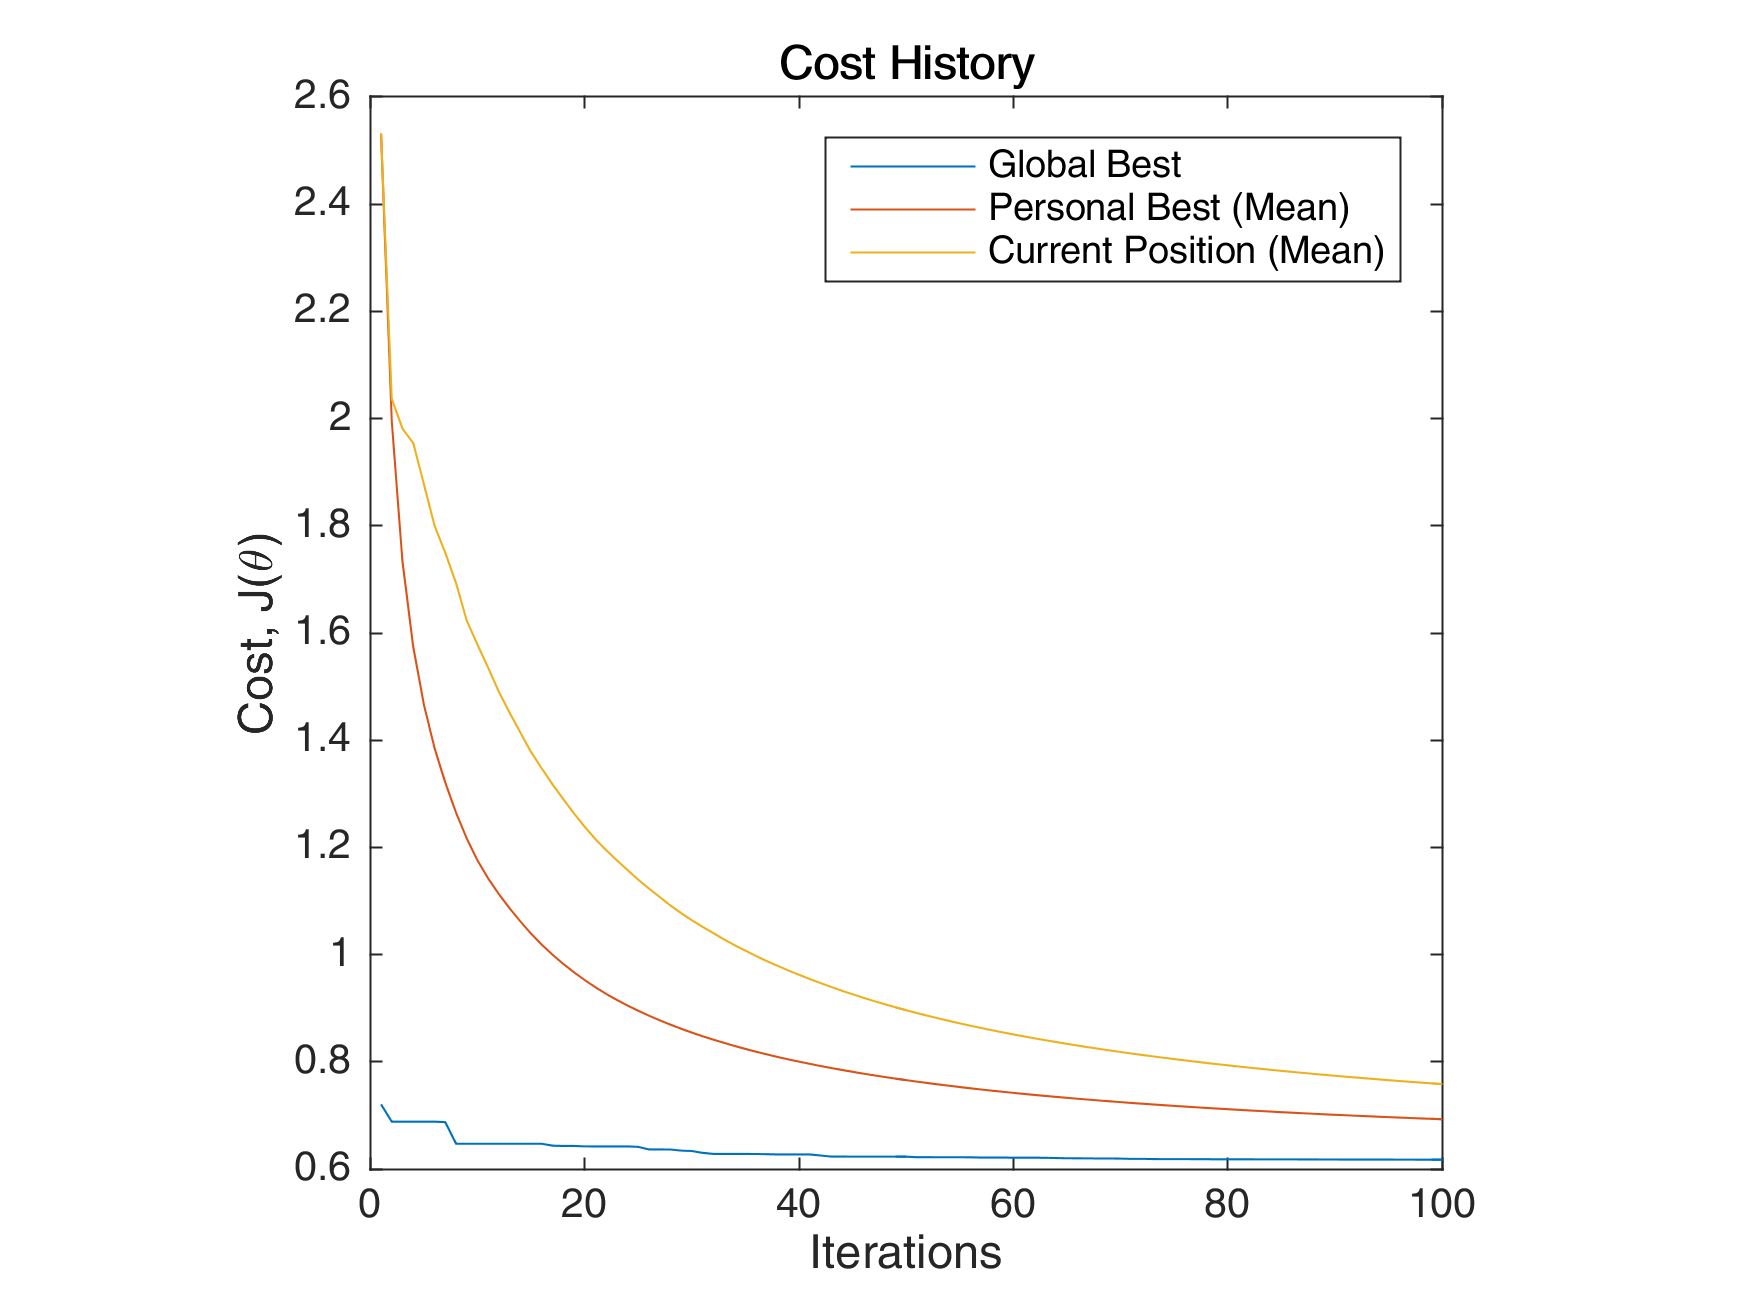 Cost History
2.6
2.4
2.2
2
1.8
1.6
1.4
1.2
1
0.8
0.6
Cost, J(θ)
Global Best
Personal Best (Mean)
Current Position (Mean)
0 20 40 60 80 100
Iterations